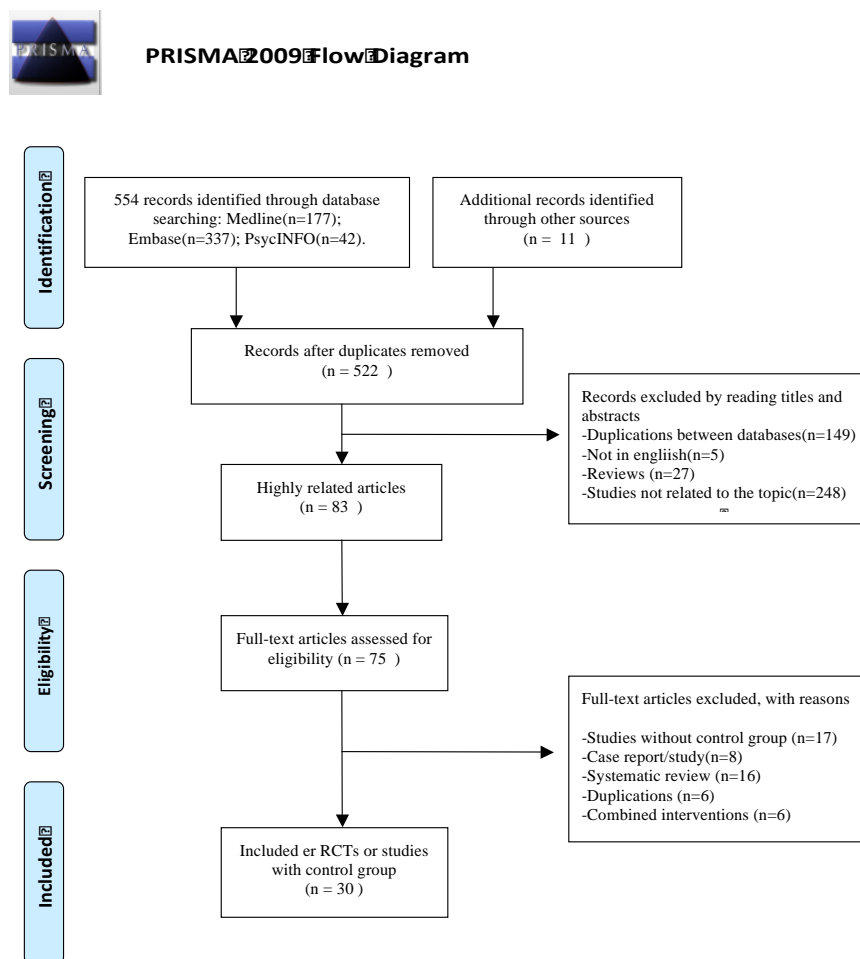 PRISMA
PRISMA 2009 Flow Diagram
Identification
554 records identified through database
searching: Medline(n=177);
Embase(n=337); PsycINFO(n=42).
Additional records identified
through other sources
(n = 11 )
Records after duplicates removed
(n = 522 )
Screening
Records excluded by reading titles and
abstracts
-Duplications between databases(n=149)
-Not in engliish(n=5)
-Reviews (n=27)
-Studies not related to the topic(n=248)
Highly related articles
(n = 83 )
Eligibility
Full-text articles assessed for
eligibility (n = 75 )
Full-text articles excluded, with reasons
-Studies without control group (n=17)
-Case report/study(n=8)
-Systematic review (n=16)
-Duplications (n=6)
-Combined interventions (n=6)
Included
Included er RCTs or studies
with control group
(n = 30 )